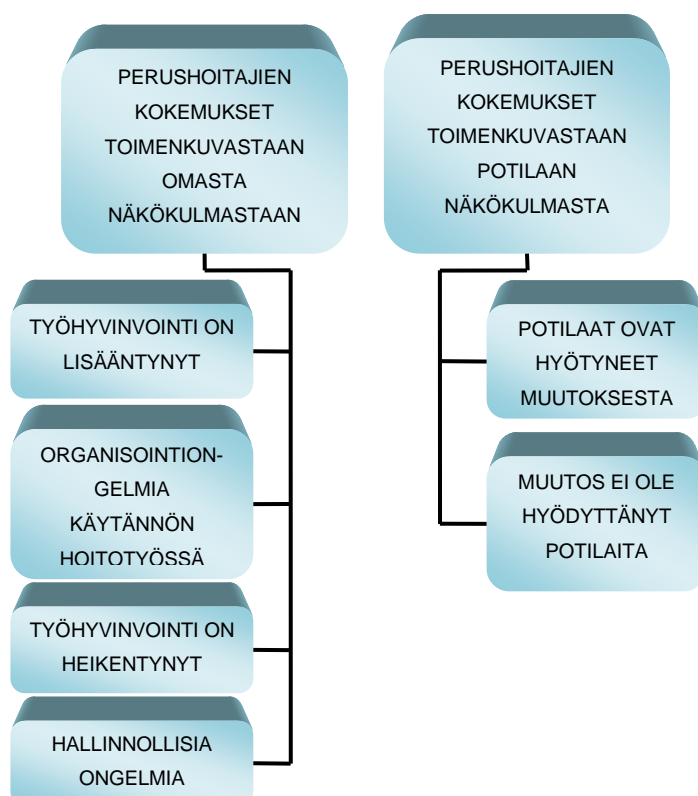 PERUSHOITAJIEN
KOKEMUKSET
TOIMENKUVASTAAN
OMASTA
NÄKÖKULMASTAAN
TYÖHYVINVOINTI ON
LISÄÄNTYNYT
ORGANISOINTION-
GELMIA
KÄYTÄNNÖN
HOITOTYÖSSÄ
TYÖHYVINVOINTI ON
HEIKENTYNYT
HALLINNOLLISIA
ONGELMIA
PERUSHOITAJIEN
KOKEMUKSET
TOIMENKUVASTAAN
POTILAAN
NÄKÖKULMASTA
POTILAAT OVAT
HYÖTYNEET
MUUTOKSESTA
MUUTOS EI OLE
HYÖDYTTÄNYT
POTILAITA